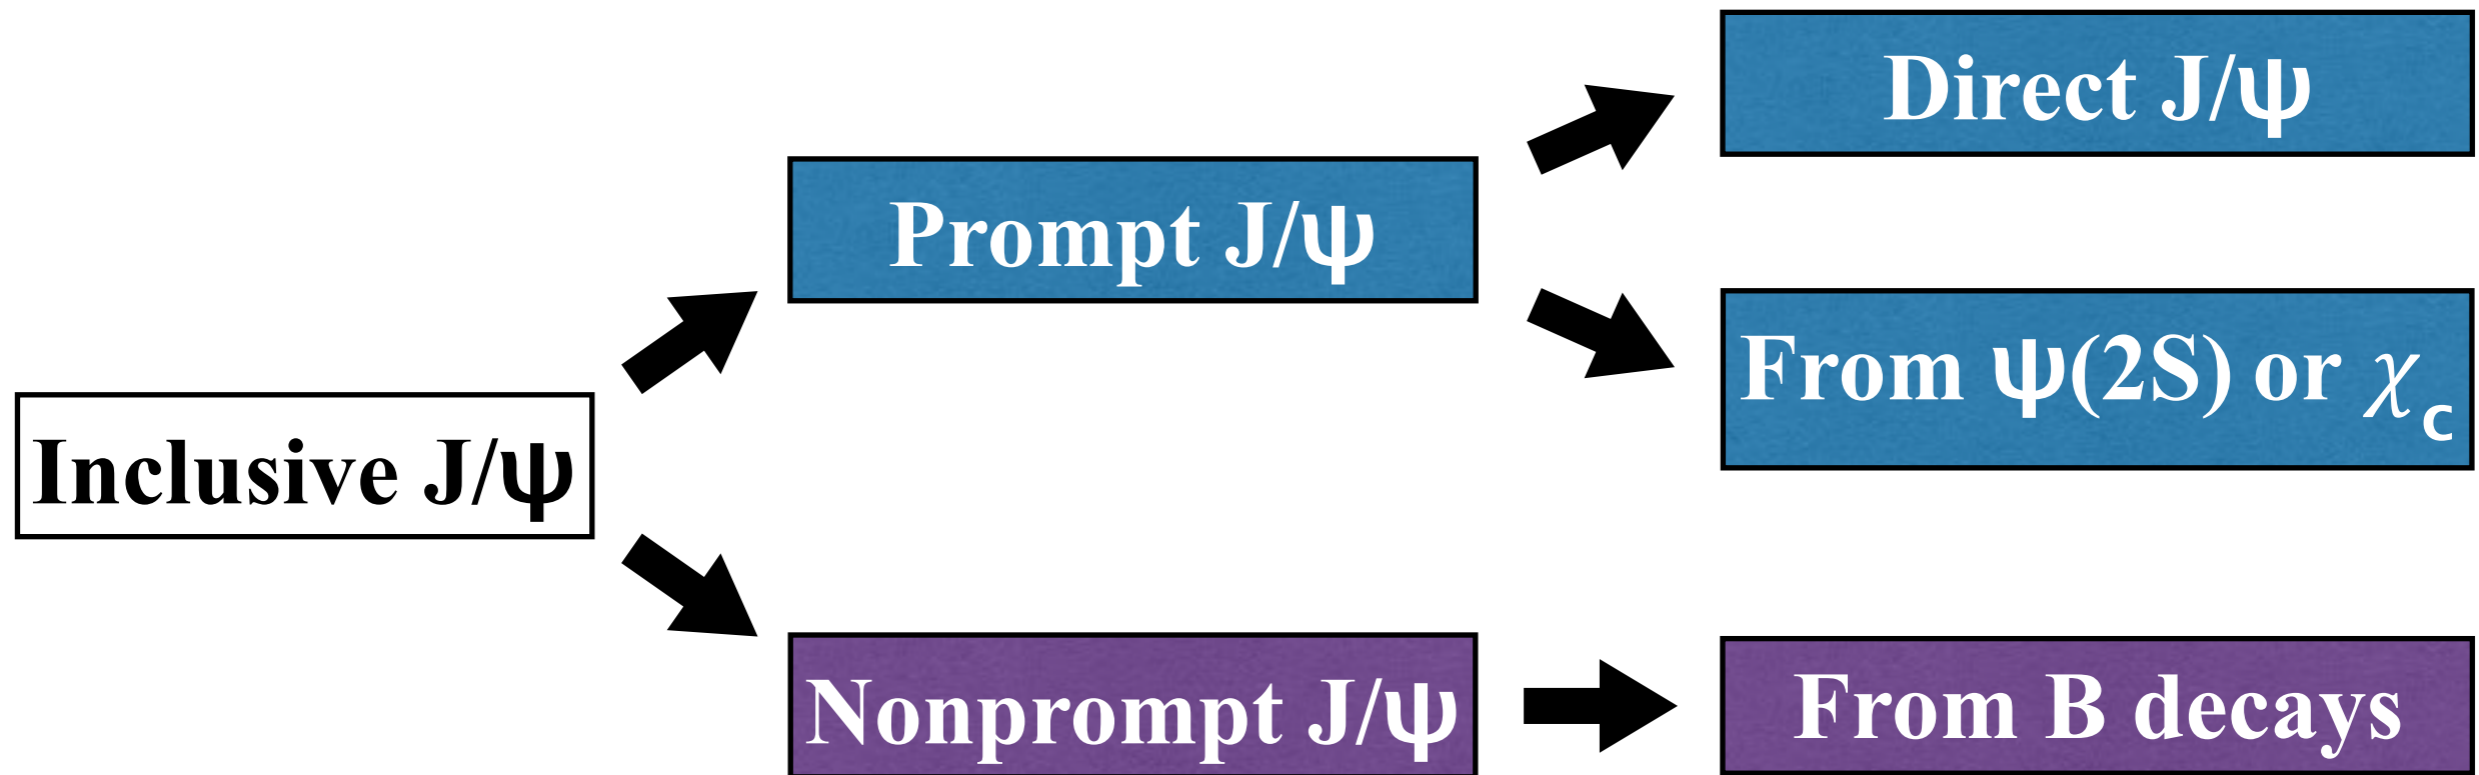 Direct J/ψ
Prompt J/ψ
From ψ(2S) or χc
Inclusive J/ψ
Nonprompt J/ψ
From B decays